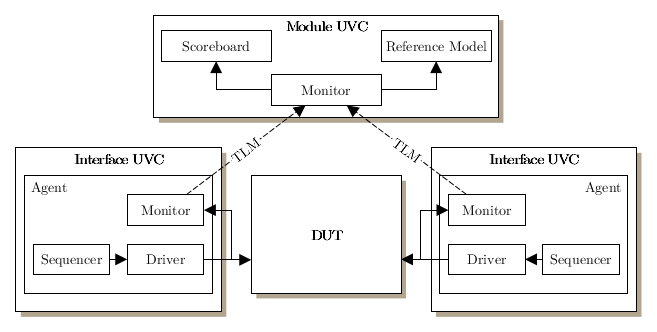 Module UVC
Scoreboard
Reference Model
Monitor
TLM
TLM
Interface UVC
Agent
Monitor
Sequencer
Driver
DUT
Interface UVC
Agent
Monitor
Driver
Sequencer